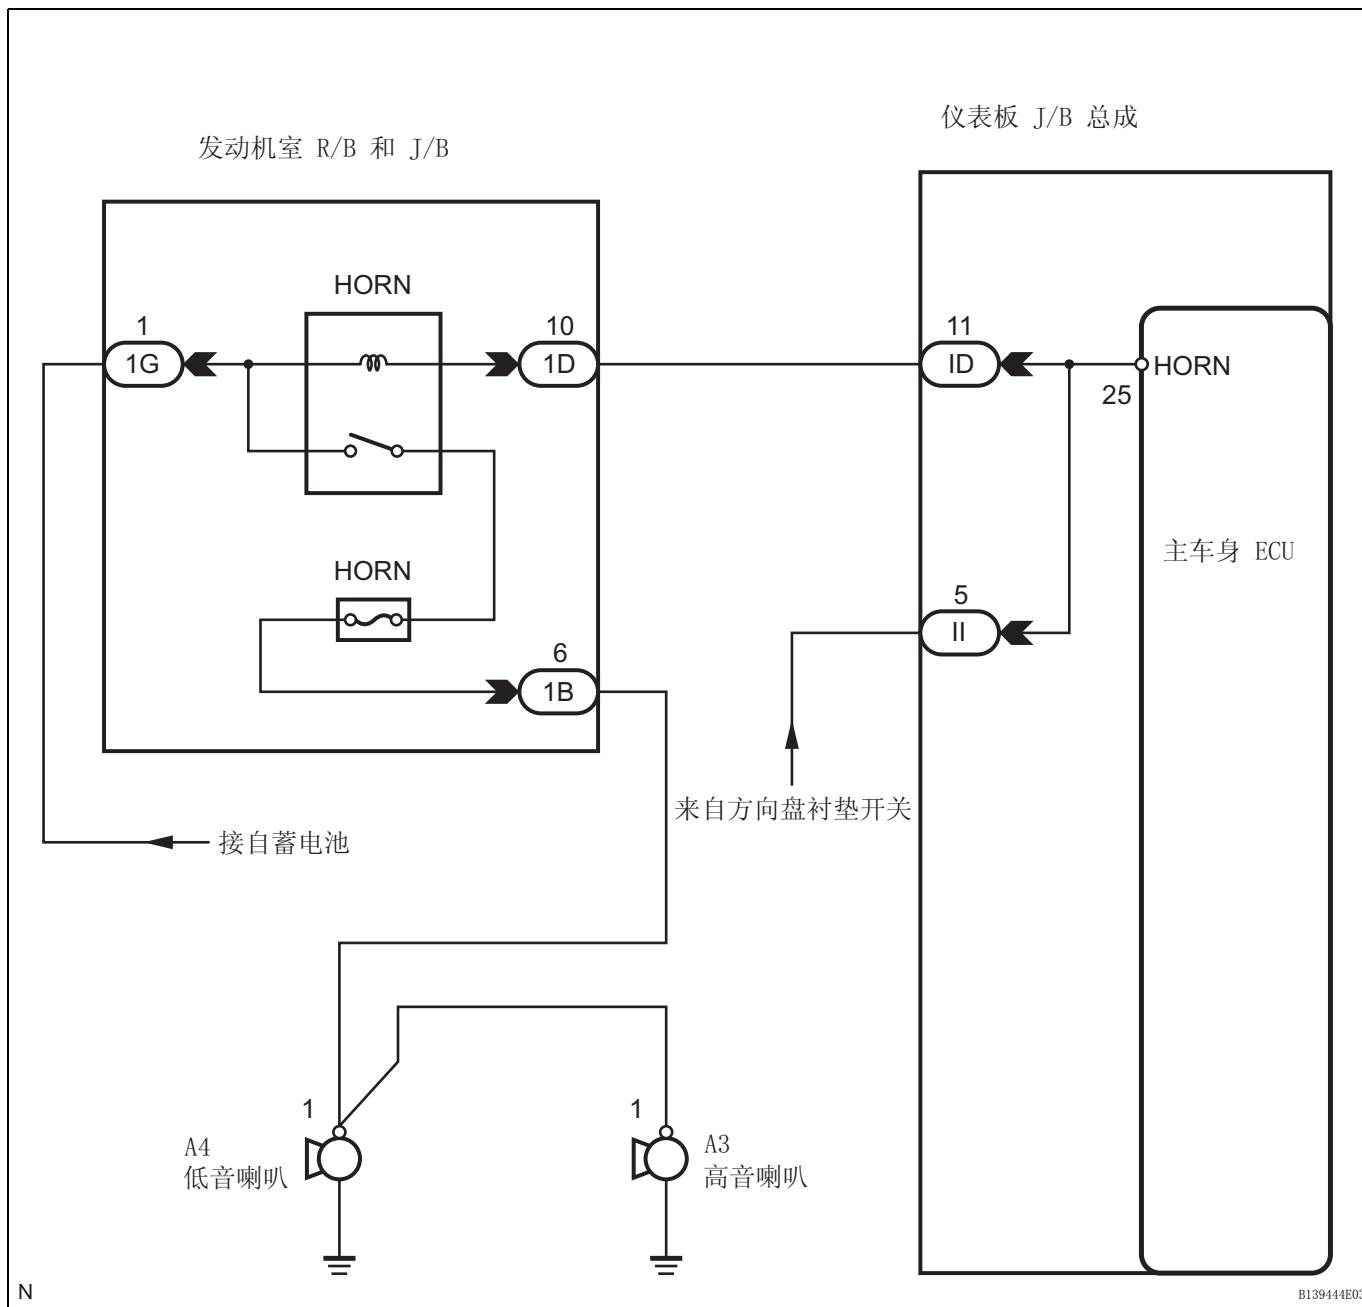 仪表板 J/B 总成
发动机室 R/B 和 J/B
HORN
1
10
11
1G
1D
ID
HORN
25
HORN
主车身 ECU
5
II
6
1B
来自方向盘衬垫开关
接自蓄电池
1
1
A4
低音喇叭
A3
高音喇叭
N
B139444E03